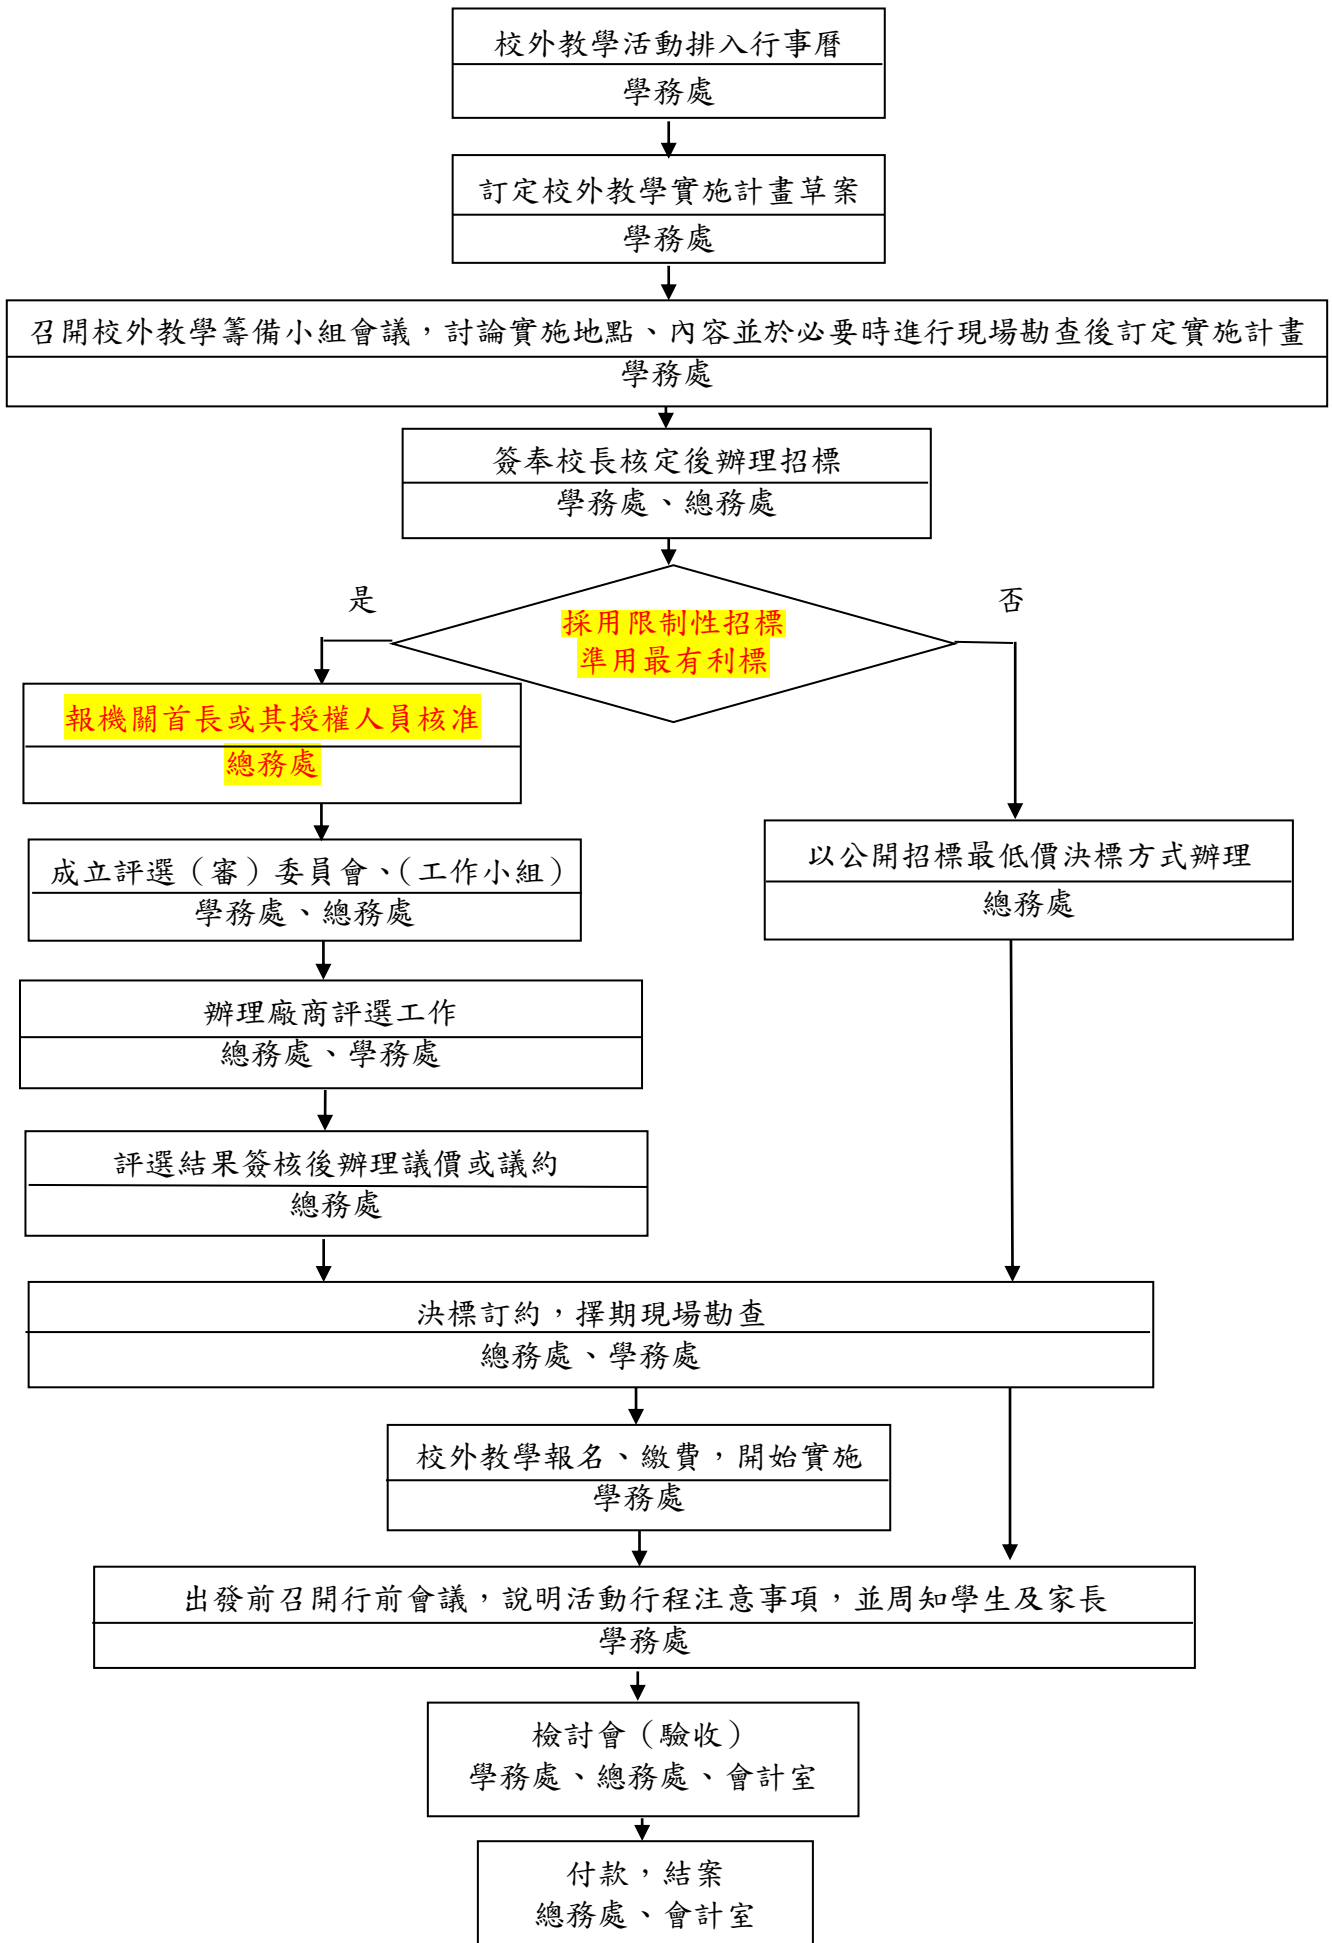 校外教學活動排入行事曆
學務處
訂定校外教學實施計畫草案
學務處
召開校外教學籌備小組會議，討論實施地點、內容並於必要時進行現場勘查後訂定實施計畫
學務處
簽奉校長核定後辦理招標
學務處、總務處
是
否
採用限制性招標
準用最有利標
報機關首長或其授權人員核准
總務處
成立評選（審）委員會、（工作小組）
學務處、總務處
以公開招標最低價決標方式辦理
總務處
辦理廠商評選工作
總務處、學務處
評選結果簽核後辦理議價或議約
總務處
決標訂約，擇期現場勘查
總務處、學務處
校外教學報名、繳費，開始實施
學務處
出發前召開行前會議，說明活動行程注意事項，並周知學生及家長
學務處
檢討會（驗收）
學務處、總務處、會計室
付款，結案
總務處、會計室